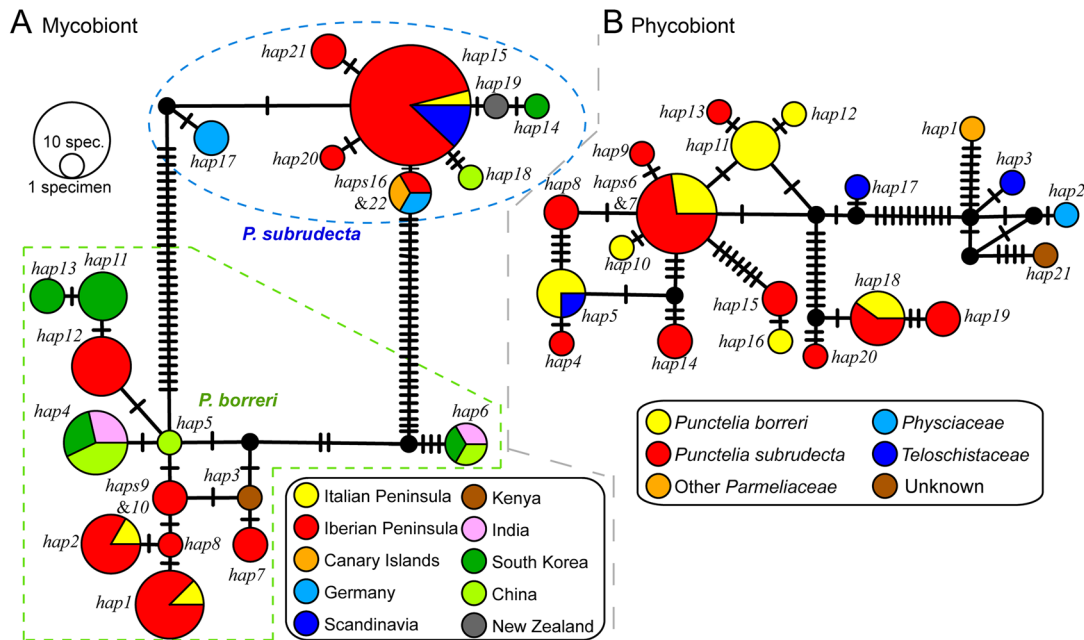 A Mycobiont
B Phycobiont
hap21
hap15
hap19
hap14
10 spec.
1 specimen
hap17
hap20
hap18
haps16
&22
P. subrudecta
hap13
hap11
hap12
P. borreri
hap4
hap5
hap6
haps9
&10
hap3
hap2
hap8
hap7
hap1
Italian Peninsula
Iberian Peninsula
Canary Islands
Germany
Scandinavia
Kenya
India
South Korea
China
New Zealand
hap13
hap12
hap11
hap9
hap8
haps6
&7
hap10
hap17
hap1
hap3
hap2
hap21
hap5
hap4
hap14
hap15
hap16
hap18
hap19
hap20
Punctelia borreri
Punctelia subrudecta
Other Parmeliaceae
Physciaceae
Teloschistaceae
Unknown